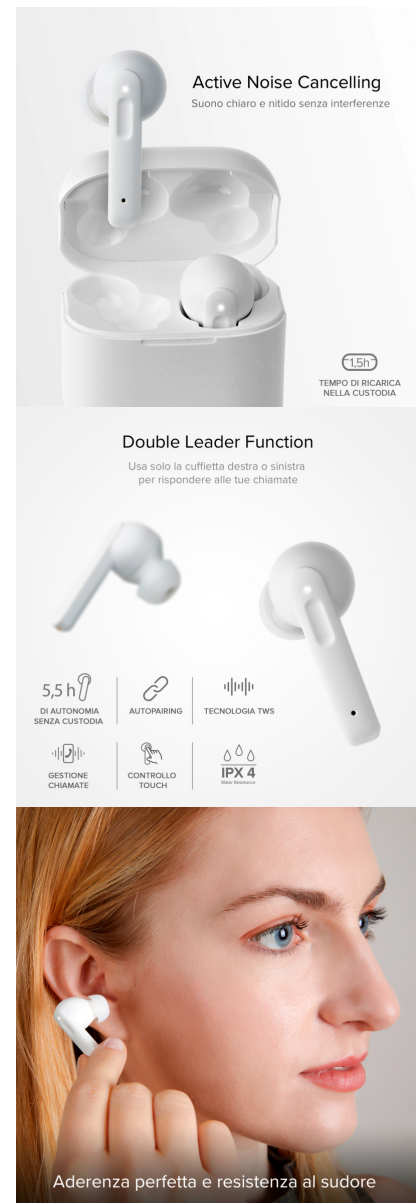 Active Noise Cancelling
Suono chiaro e nitido senza interferenze
1,5h
TEMPO DI RICARICA
NELLA CUSTODIA
Double Leader Function
Usa solo la cuffietta destra o sinistra
per rispondere alle tue chiamate
5,5 h
DI AUTONOMIA
SENZA CUSTODIA
AUTOPAIRING
TECNOLOGIA TWS
GESTIONE
CHIAMATE
CONTROLLO
TOUCH
IPX 4
Water Resistance
Aderenza perfetta e resistenza al sudore